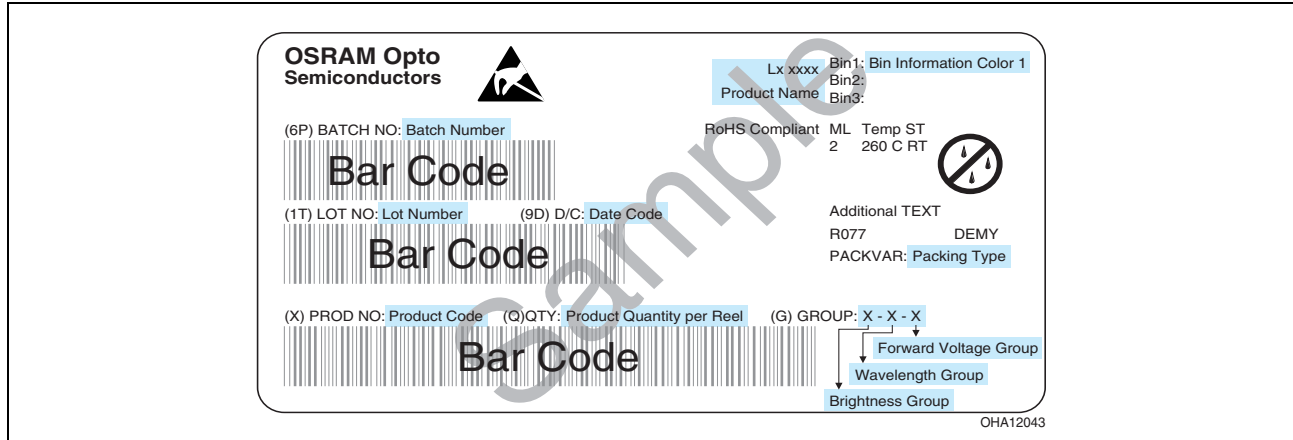 OSRAM Opto
Semiconductors
Lx xxxx
Product Name
Bin1: Bin Information Color 1
Bin2:
Bin3:
(6P) BATCH NO: Batch Number
Bar Code
RoHS Compliant
ML Temp ST
2 260 C RT
(1T) LOT NO: Lot Number (9D) D/C: Date Code
Bar Code
Additional TEXT
R077 DEMY
PACKVAR: Packing Type
(X) PROD NO: Product Code (Q)QTY: Product Quantity per Reel (G) GROUP: X - X - X
Bar Code
Forward Voltage Group
Wavelength Group
Brightness Group
Sample
OHA12043